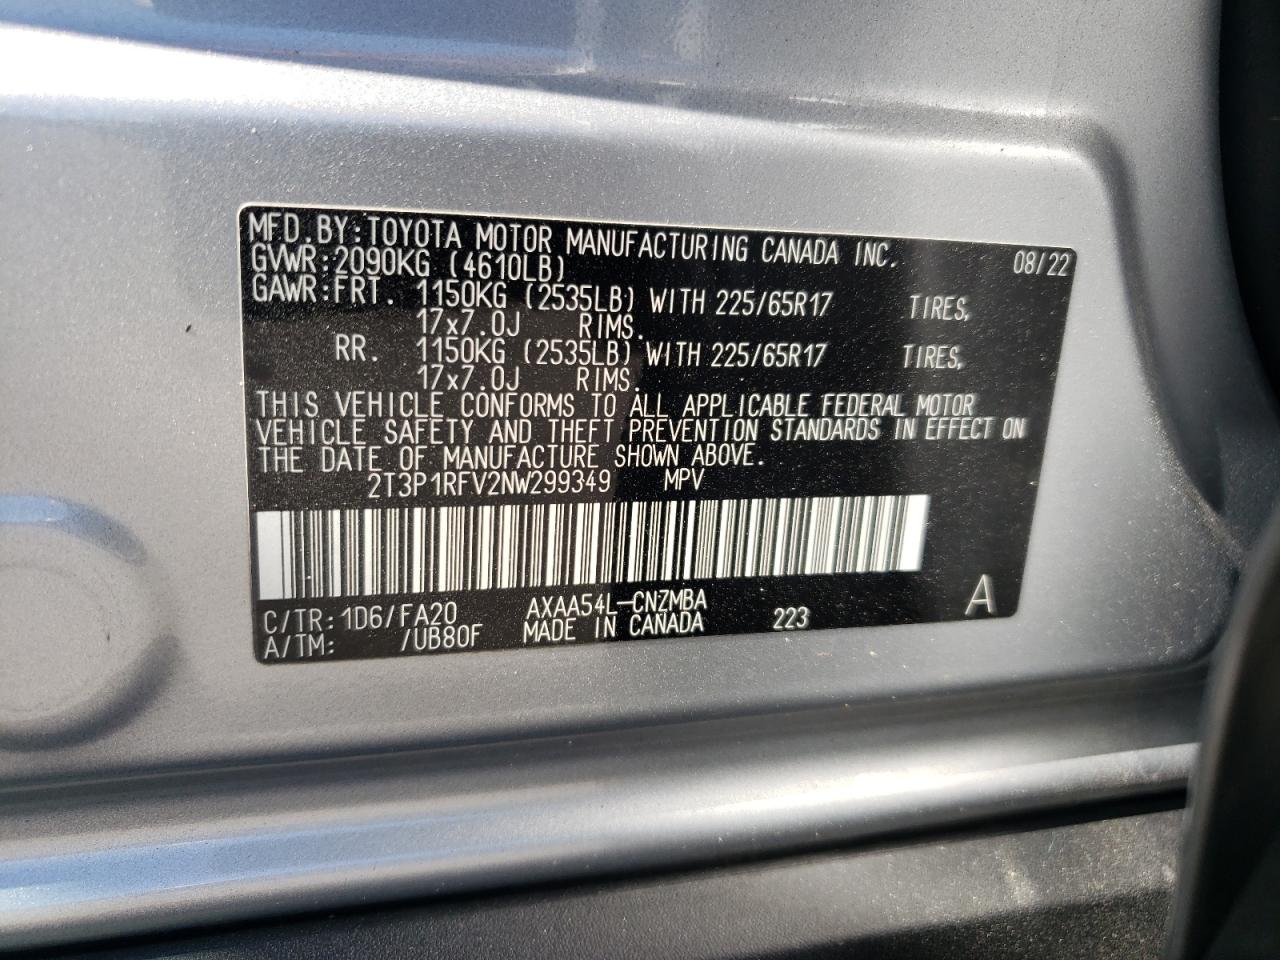 MFD. BY: TOYOTA MOTOR MANUFACTURING CANADA INC. 08/22
GVWR: 2090KG (4610LB)
GAWR: FRT. 1150KG (2535LB) WITH 225/65R17 TIRES,
17x7.0J RIMS.
RR. 1150KG (2535LB) WITH 225/65R17 TIRES,
17x7.0J RIMS.
THIS VEHICLE CONFORMS TO ALL APPLICABLE FEDERAL MOTOR
VEHICLE SAFETY AND THEFT PREVENTION STANDARDS IN EFFECT ON
THE DATE OF MANUFACTURE SHOWN ABOVE.
2T3P1RFV2NW299349 MPV
C/TR: 1D6/FA20 AXAA54L-CNZMBA 223 A
A/TM: /UB80F MADE IN CANADA